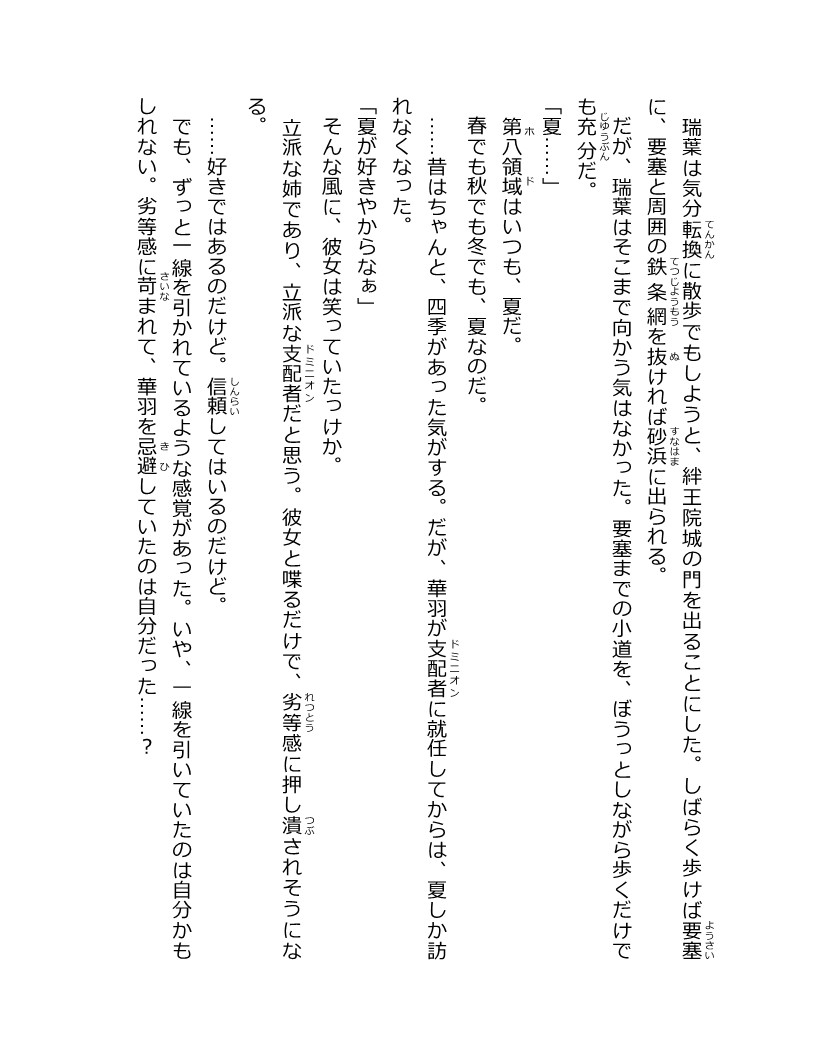 瑞葉は気分転換に散歩でもしようと、絆王院城の門を出ることにした。しばらく歩けば要塞
に、要塞と周囲の鉄条網を抜ければ砂浜に出られる。
だが、瑞葉はそこまで向かう気はなかった。要塞までの小道を、ぼうっとしながら歩くだけで
も充分だ。
「夏……」
第八領域はいつも、夏だ。
春でも秋でも冬でも、夏なのだ。
……昔はちゃんと、四季があった気がする。だが、華羽が支配者に就任してからは、夏しか訪
れなくなった。
「夏が好きやからなぁ」
そんな風に、彼女は笑っていたっけか。
立派な姉であり、立派な支配者だと思う。彼女と喋るだけで、劣等感に押し潰されそうにな
る。
……好きではあるのだけど。信頼してはいるのだけど。
でも、ずっと一線を引かれているような感覚があった。いや、一線を引いていたのは自分かも
しれない。劣等感に苛まれて、華羽を忌避していたのは自分だった……？